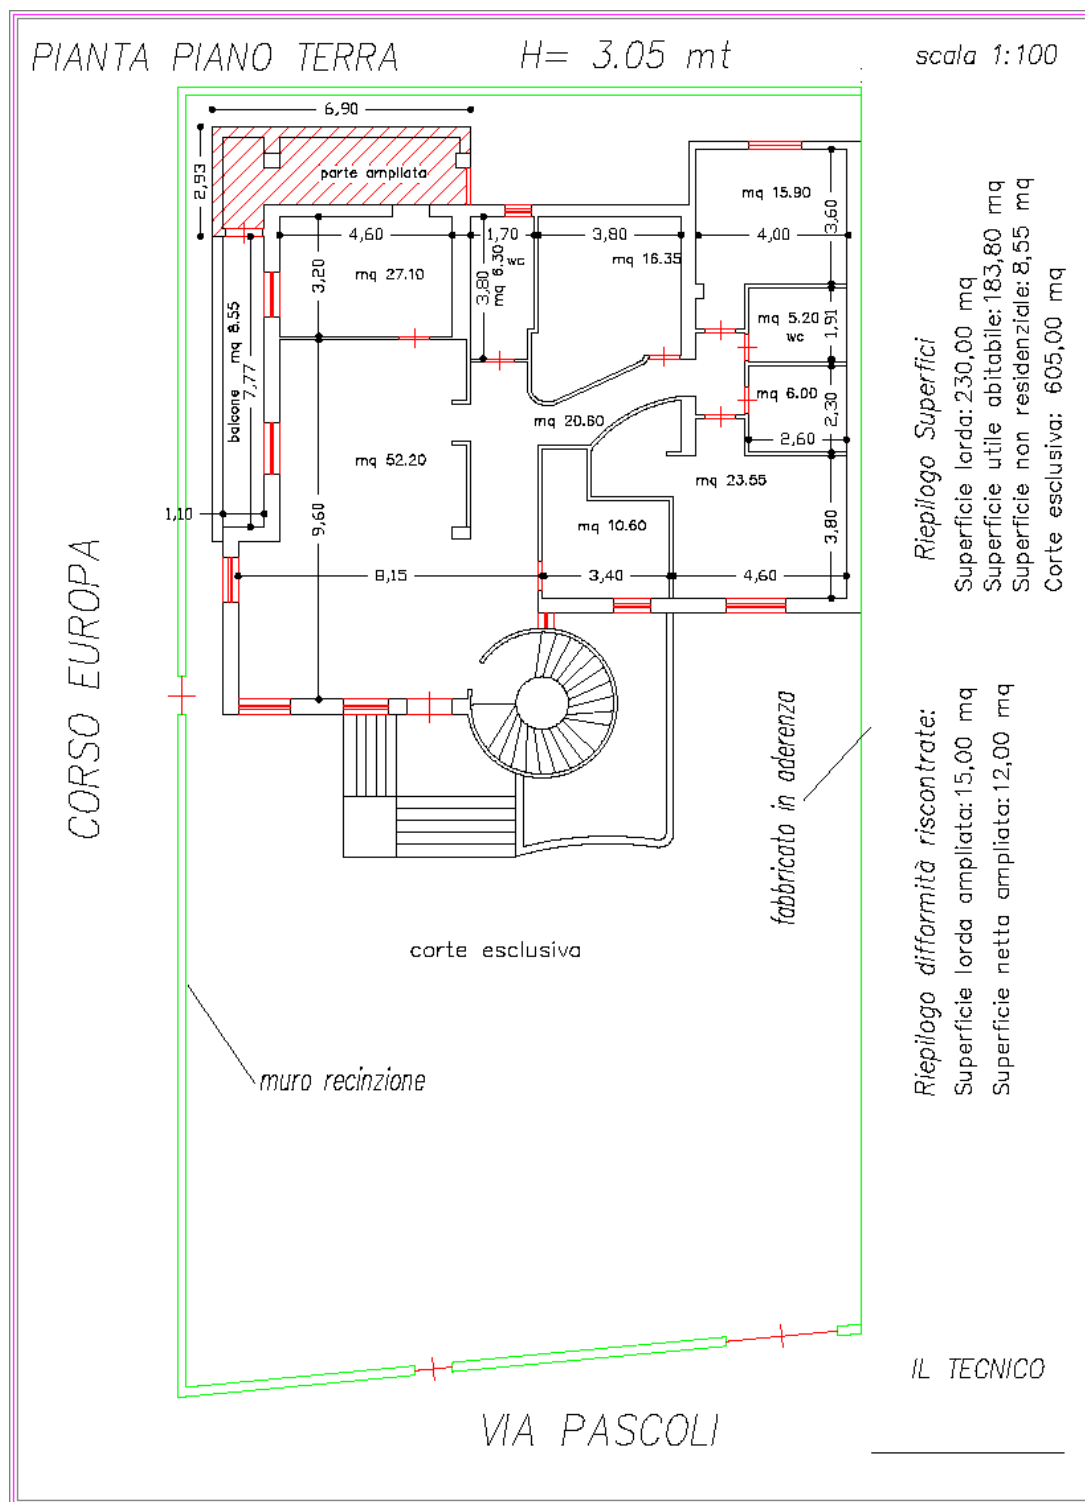 PIANTA PIANO TERRA
H= 3.05 mt
scala 1:100
6,90
2,93
parte ampliata
mq 15.90
3,60
4,60
1,70
3,80
4,00
wc
mq 16.35
3,20
mq 27.10
3,80
mq 6.30
mq 5.20
wc
1,91
balcone mq 8.55
7,77
mq 6.00
2,30
mq 20.60
2,60
mq 52.20
mq 23.55
1,10
9,60
mq 10.60
3,80
8,15
3,40
4,60
Riepilogo Superfici
Superficie lorda: 230,00 mq
Superficie utile abitabile: 183,80 mq
Superficie non residenziale: 8,55 mq
Corte esclusiva: 605,00 mq
CORSO EUROPA
fabbricato in aderenza
Riepilogo difformità riscontrate:
Superficie lorda ampliata: 15,00 mq
Superficie netta ampliata: 12,00 mq
corte esclusiva
muro recinzione
IL TECNICO
VIA PASCOLI